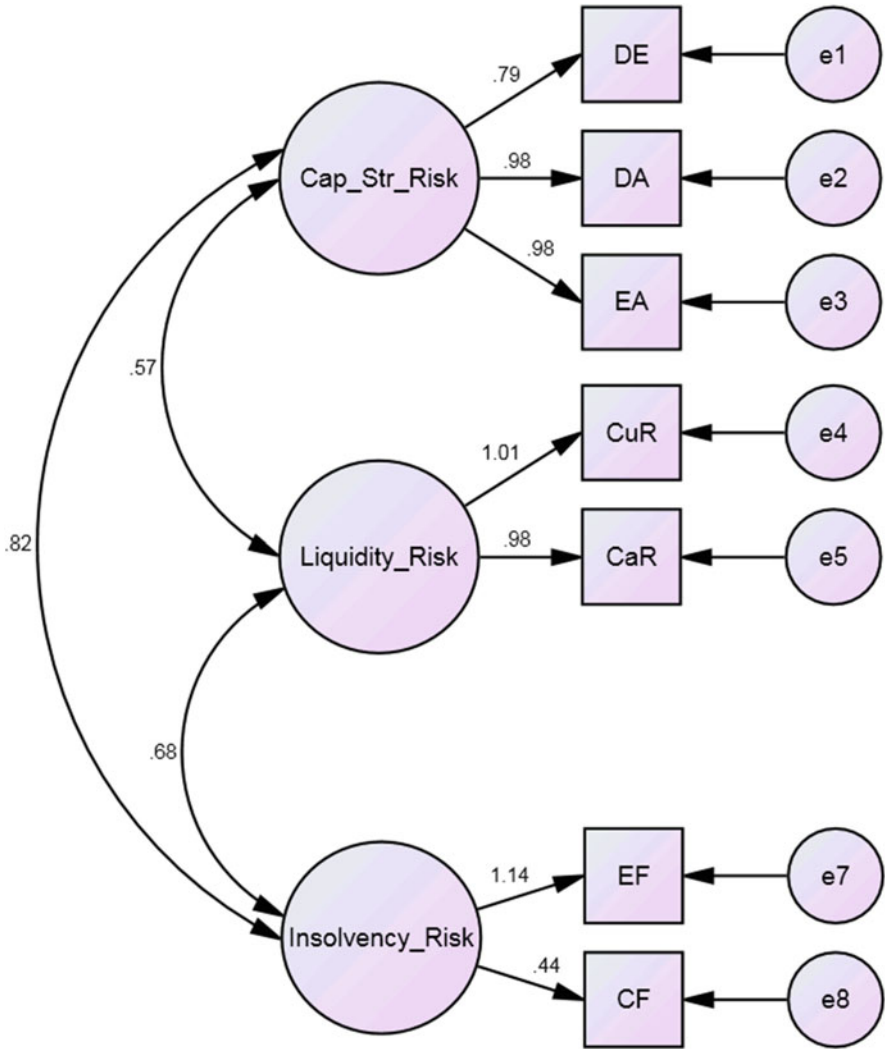 DE
e1
.79
Cap_Str_Risk
.98
DA
e2
.98
EA
e3
.57
CuR
e4
1.01
Liquidity_Risk
.98
CaR
e5
.82
.68
EF
e7
1.14
Insolvency_Risk
.44
CF
e8